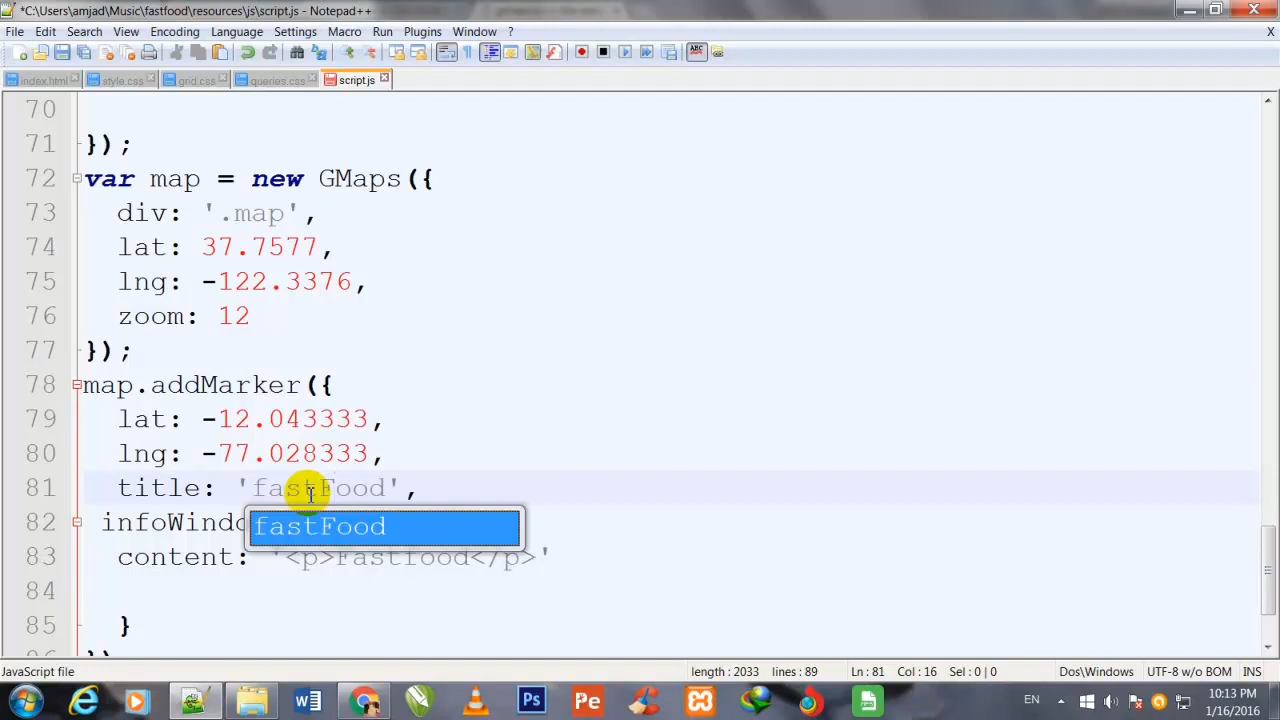 *C:\Users\amjad\Music\fastfood\resources\js\script.js - Notepad++
File Edit Search View Encoding Language Settings Macro Run Plugins Window ?
X
index.html style.css grid.css queries.css script.js
70
71 });
72 var map = new GMaps({
73 div: '.map',
74 lat: 37.7577,
75 lng: -122.3376,
76 zoom: 12
77 });
78 map.addMarker({
79 lat: -12.043333,
80 lng: -77.028333,
81 title: 'fastFood',
82 infoWindo
fastFood
83 content: '<p>Fastfood</p>'
84
85 }
JavaScript file length : 2033 lines : 89 Ln : 81 Col : 16 Sel : 0 | 0 Dos\Windows UTF-8 w/o BOM INS
W Ps Pe EN 10:13 PM
1/16/2016